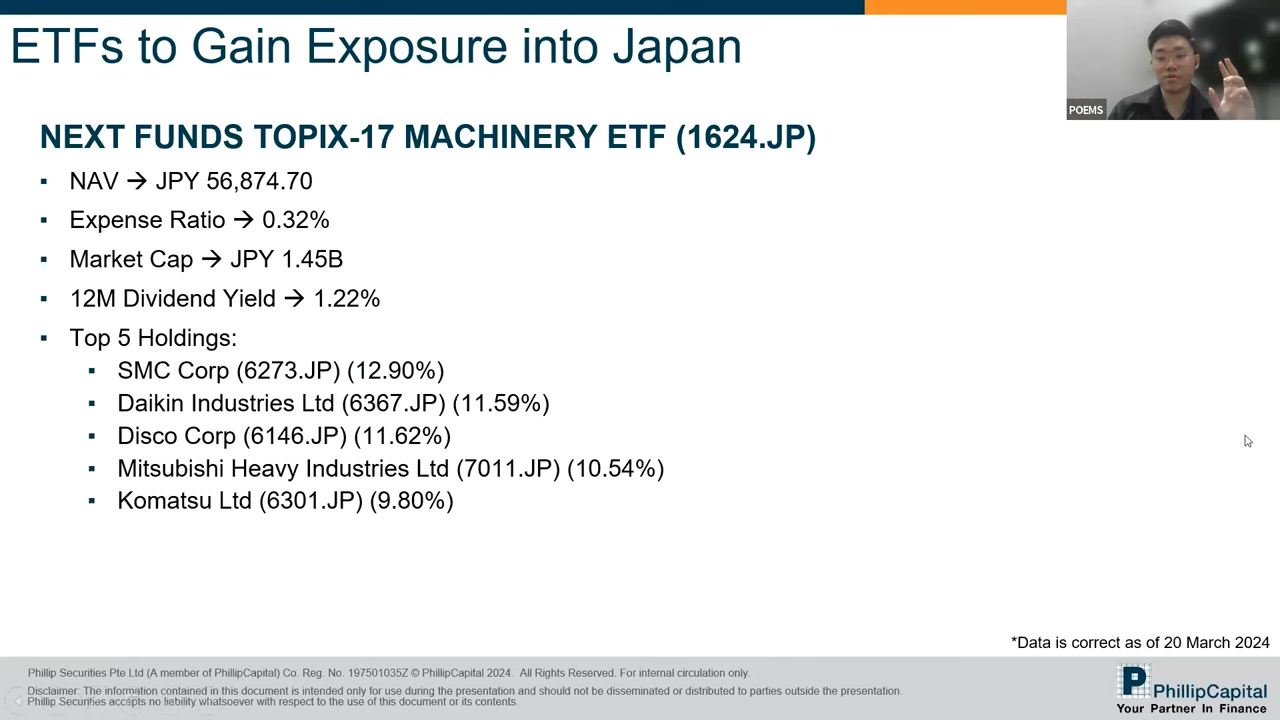 ETFs to Gain Exposure into Japan
POEMS
NEXT FUNDS TOPIX-17 MACHINERY ETF (1624.JP)
▪ NAV → JPY 56,874.70
▪ Expense Ratio → 0.32%
▪ Market Cap → JPY 1.45B
▪ 12M Dividend Yield → 1.22%
▪ Top 5 Holdings:
▪ SMC Corp (6273.JP) (12.90%)
▪ Daikin Industries Ltd (6367.JP) (11.59%)
▪ Disco Corp (6146.JP) (11.62%)
▪ Mitsubishi Heavy Industries Ltd (7011.JP) (10.54%)
▪ Komatsu Ltd (6301.JP) (9.80%)
*Data is correct as of 20 March 2024
Phillip Securities Pte Ltd (A member of PhillipCapital) Co. Reg. No. 197501035Z © PhillipCapital 2024. All Rights Reserved. For internal circulation only.
Disclaimer: The information contained in this document is intended only for use during the presentation and should not be disseminated or distributed to parties outside the presentation.
Phillip Securities accepts no liability whatsoever with respect to the use of this document or its contents.
PhillipCapital
Your Partner In Finance